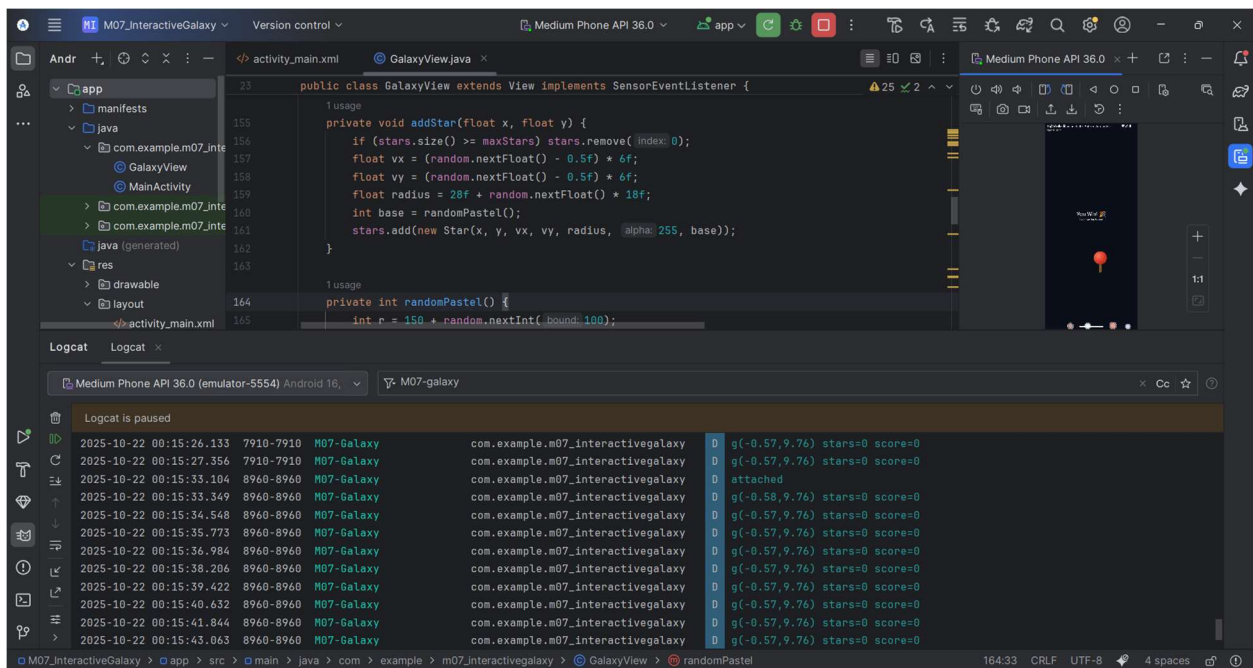 MI M07_InteractiveGalaxy Version control Medium Phone API 36.0 app
Andr activity_main.xml GalaxyView.java Medium Phone API 36.0
app
manifests
java
com.example.m07_inte
GalaxyView
MainActivity
com.example.m07_inte
com.example.m07_inte
java (generated)
res
drawable
layout
activity_main.xml
23 public class GalaxyView extends View implements SensorEventListener { 25 2
1 usage
155 private void addStar(float x, float y) {
156 if (stars.size() >= maxStars) stars.remove( index: 0);
157 float vx = (random.nextFloat() - 0.5f) * 6f;
158 float vy = (random.nextFloat() - 0.5f) * 6f;
159 float radius = 28f + random.nextFloat() * 18f;
160 int base = randomPastel();
161 stars.add(new Star(x, y, vx, vy, radius, alpha: 255, base));
162 }
163
1 usage
164 private int randomPastel() {
165 int r = 150 + random.nextInt( bound: 100);
You Win! 🎉
1:1
Logcat Logcat
Medium Phone API 36.0 (emulator-5554) Android 16, M07-galaxy Cc
Logcat is paused
2025-10-22 00:15:26.133 7910-7910 M07-Galaxy com.example.m07_interactivegalaxy D g(-0.57,9.76) stars=0 score=0
2025-10-22 00:15:27.356 7910-7910 M07-Galaxy com.example.m07_interactivegalaxy D g(-0.57,9.76) stars=0 score=0
2025-10-22 00:15:33.104 8960-8960 M07-Galaxy com.example.m07_interactivegalaxy D attached
2025-10-22 00:15:33.349 8960-8960 M07-Galaxy com.example.m07_interactivegalaxy D g(-0.58,9.76) stars=0 score=0
2025-10-22 00:15:34.548 8960-8960 M07-Galaxy com.example.m07_interactivegalaxy D g(-0.57,9.76) stars=0 score=0
2025-10-22 00:15:35.773 8960-8960 M07-Galaxy com.example.m07_interactivegalaxy D g(-0.57,9.76) stars=0 score=0
2025-10-22 00:15:36.984 8960-8960 M07-Galaxy com.example.m07_interactivegalaxy D g(-0.57,9.76) stars=0 score=0
2025-10-22 00:15:38.206 8960-8960 M07-Galaxy com.example.m07_interactivegalaxy D g(-0.57,9.76) stars=0 score=0
2025-10-22 00:15:39.422 8960-8960 M07-Galaxy com.example.m07_interactivegalaxy D g(-0.57,9.76) stars=0 score=0
2025-10-22 00:15:40.632 8960-8960 M07-Galaxy com.example.m07_interactivegalaxy D g(-0.57,9.76) stars=0 score=0
2025-10-22 00:15:41.844 8960-8960 M07-Galaxy com.example.m07_interactivegalaxy D g(-0.57,9.76) stars=0 score=0
2025-10-22 00:15:43.063 8960-8960 M07-Galaxy com.example.m07_interactivegalaxy D g(-0.57,9.76) stars=0 score=0
M07_InteractiveGalaxy > app > src > main > java > com > example > m07_interactivegalaxy > GalaxyView > randomPastel 164:33 CRLF UTF-8 4 spaces